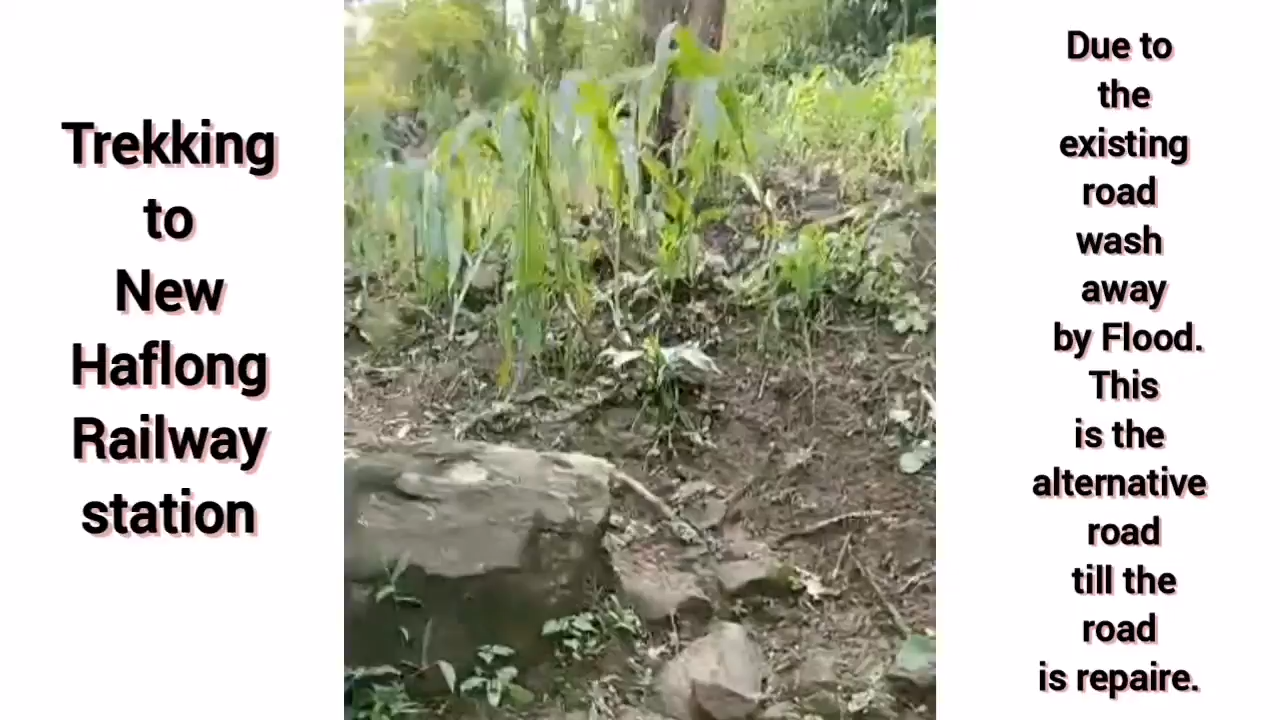 Trekking
to
New
Haflong
Railway
station
Due to
the
existing
road
wash
away
by Flood.
This
is the
alternative
road
till the
road
is repaire.